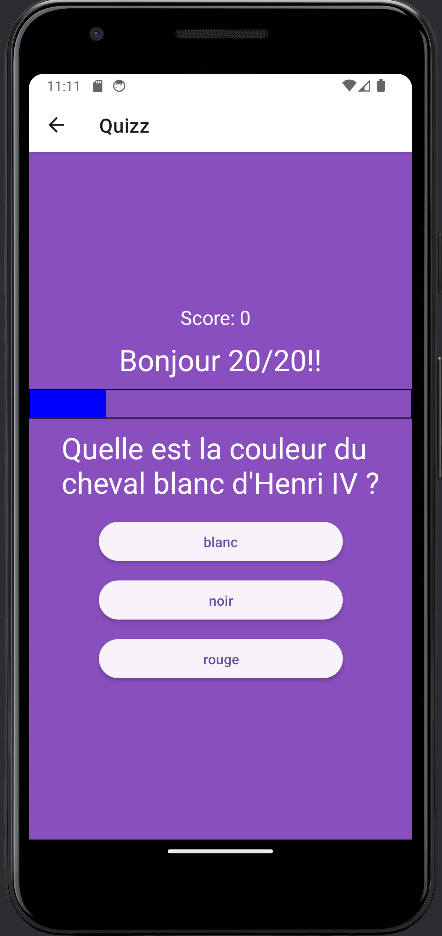 11:11
Quizz
Score: 0
Bonjour 20/20!!
Quelle est la couleur du
cheval blanc d'Henri IV ?
blanc
noir
rouge